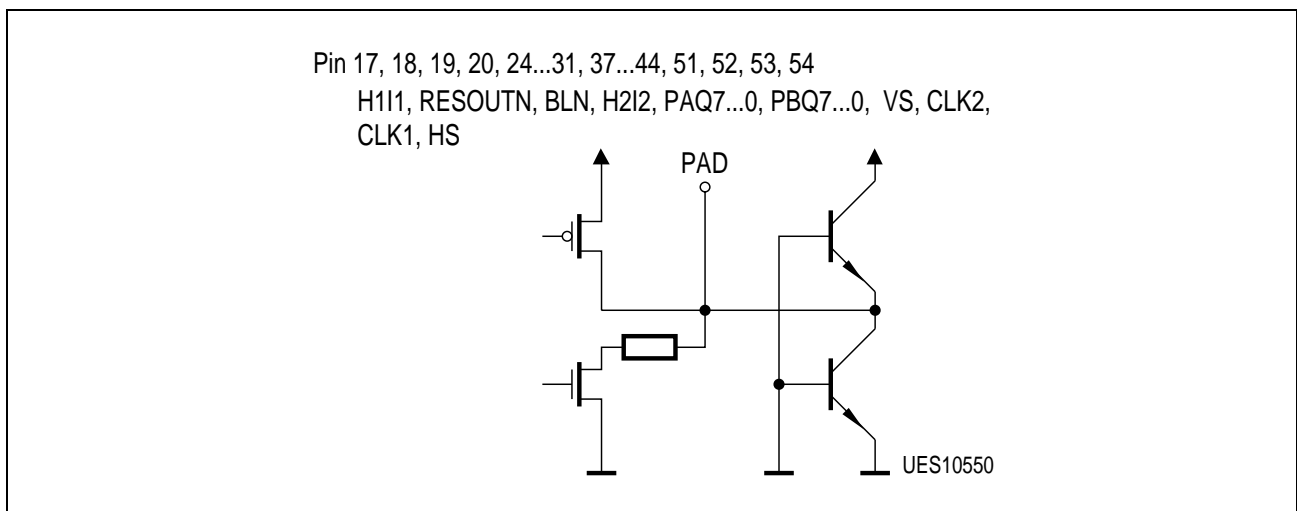 Pin 17, 18, 19, 20, 24...31, 37...44, 51, 52, 53, 54
H1I1, RESOUTN, BLN, H2I2, PAQ7...0, PBQ7...0, VS, CLK2,
CLK1, HS
PAD
UES10550